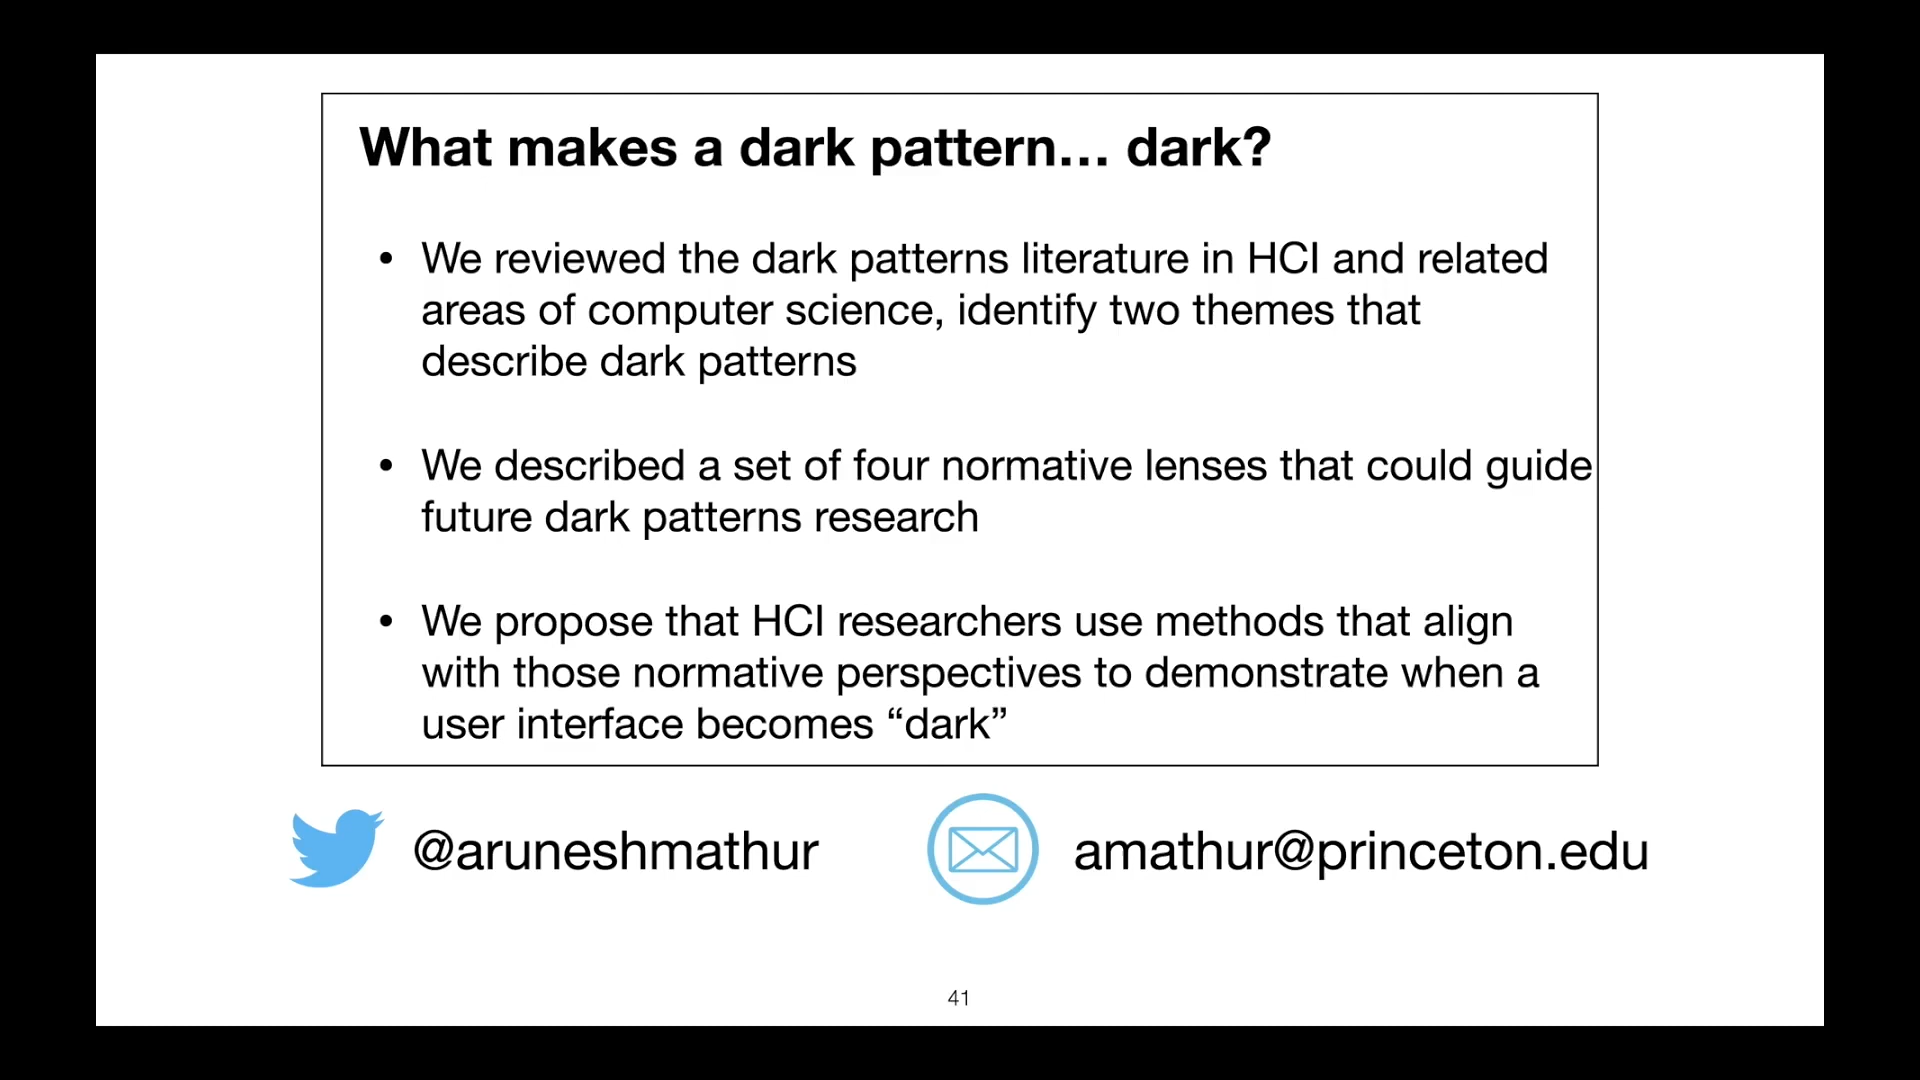 What makes a dark pattern… dark?
• We reviewed the dark patterns literature in HCI and related
areas of computer science, identify two themes that
describe dark patterns
• We described a set of four normative lenses that could guide
future dark patterns research
• We propose that HCI researchers use methods that align
with those normative perspectives to demonstrate when a
user interface becomes “dark”
@aruneshmathur
amathur@princeton.edu
41